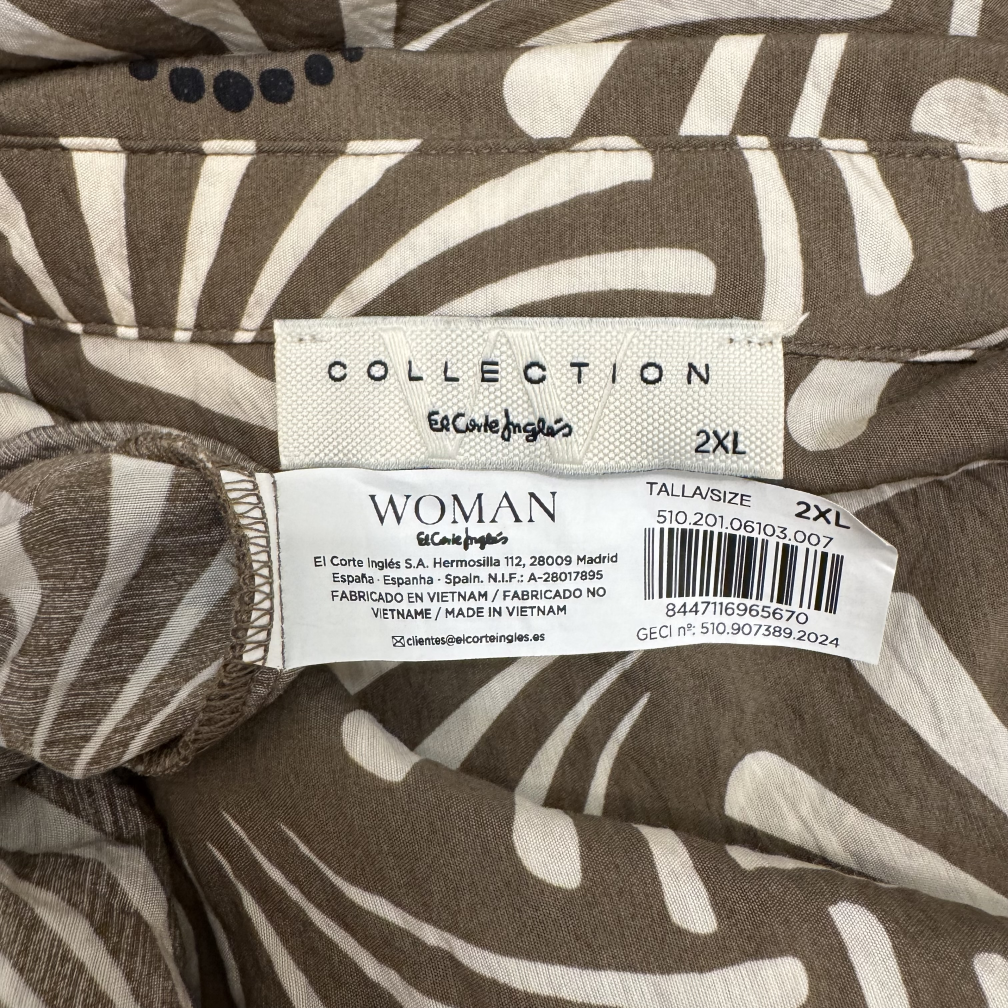 W
COLLECTION
El Corte Inglés
2XL
WOMAN
El Corte Inglés
El Corte Inglés S.A. Hermosilla 112, 28009 Madrid
España - Espanha - Spain. N.I.F.: A-28017895
FABRICADO EN VIETNAM / FABRICADO NO
VIETNAME / MADE IN VIETNAM
✉clientes@elcorteingles.es
TALLA/SIZE 2XL
510.201.06103.007
8447116965670
GECI nº: 510.907389.2024